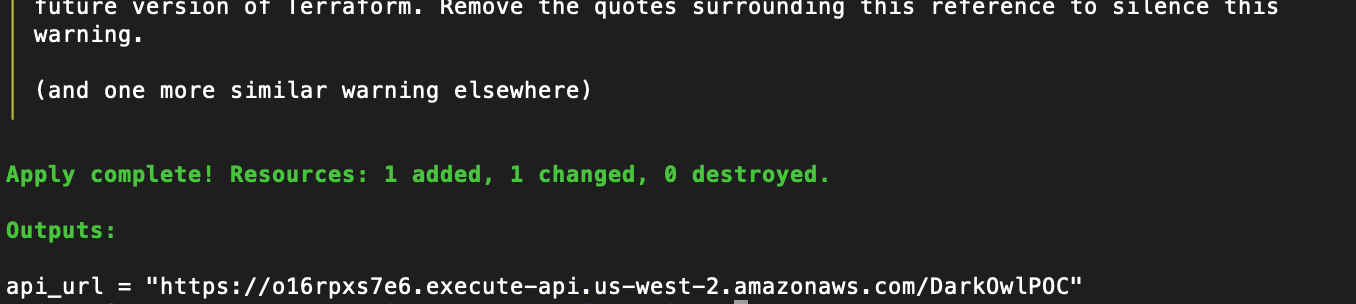 future version of Terraform. Remove the quotes surrounding this reference to silence this
warning.
(and one more similar warning elsewhere)
Apply complete! Resources: 1 added, 1 changed, 0 destroyed.
Outputs:
api_url = "https://o16rpxs7e6.execute-api.us-west-2.amazonaws.com/DarkOwlPOC"